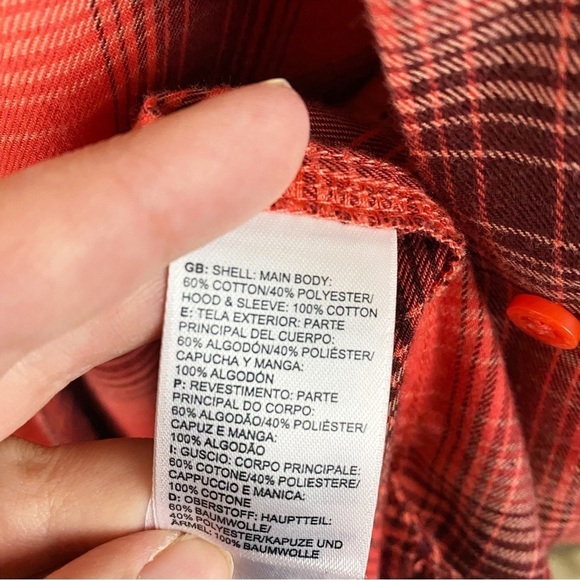 GB: SHELL: MAIN BODY:
60% COTTON/40% POLYESTER/
HOOD & SLEEVE: 100% COTTON
E: TELA EXTERIOR: PARTE
PRINCIPAL DEL CUERPO:
60% ALGODÓN/40% POLIÉSTER/
CAPUCHA Y MANGA:
100% ALGODÓN
P: REVESTIMENTO: PARTE
PRINCIPAL DO CORPO:
60% ALGODÃO/40% POLIÉSTER/
CAPUZ E MANGA:
100% ALGODÃO
I: GUSCIO: CORPO PRINCIPALE:
60% COTONE/40% POLIESTERE/
CAPPUCCIO E MANICA:
100% COTONE
D: OBERSTOFF: HAUPTTEIL:
60% BAUMWOLLE/
40% POLYESTER/KAPUZE UND
ÄRMEL: 100% BAUMWOLLE